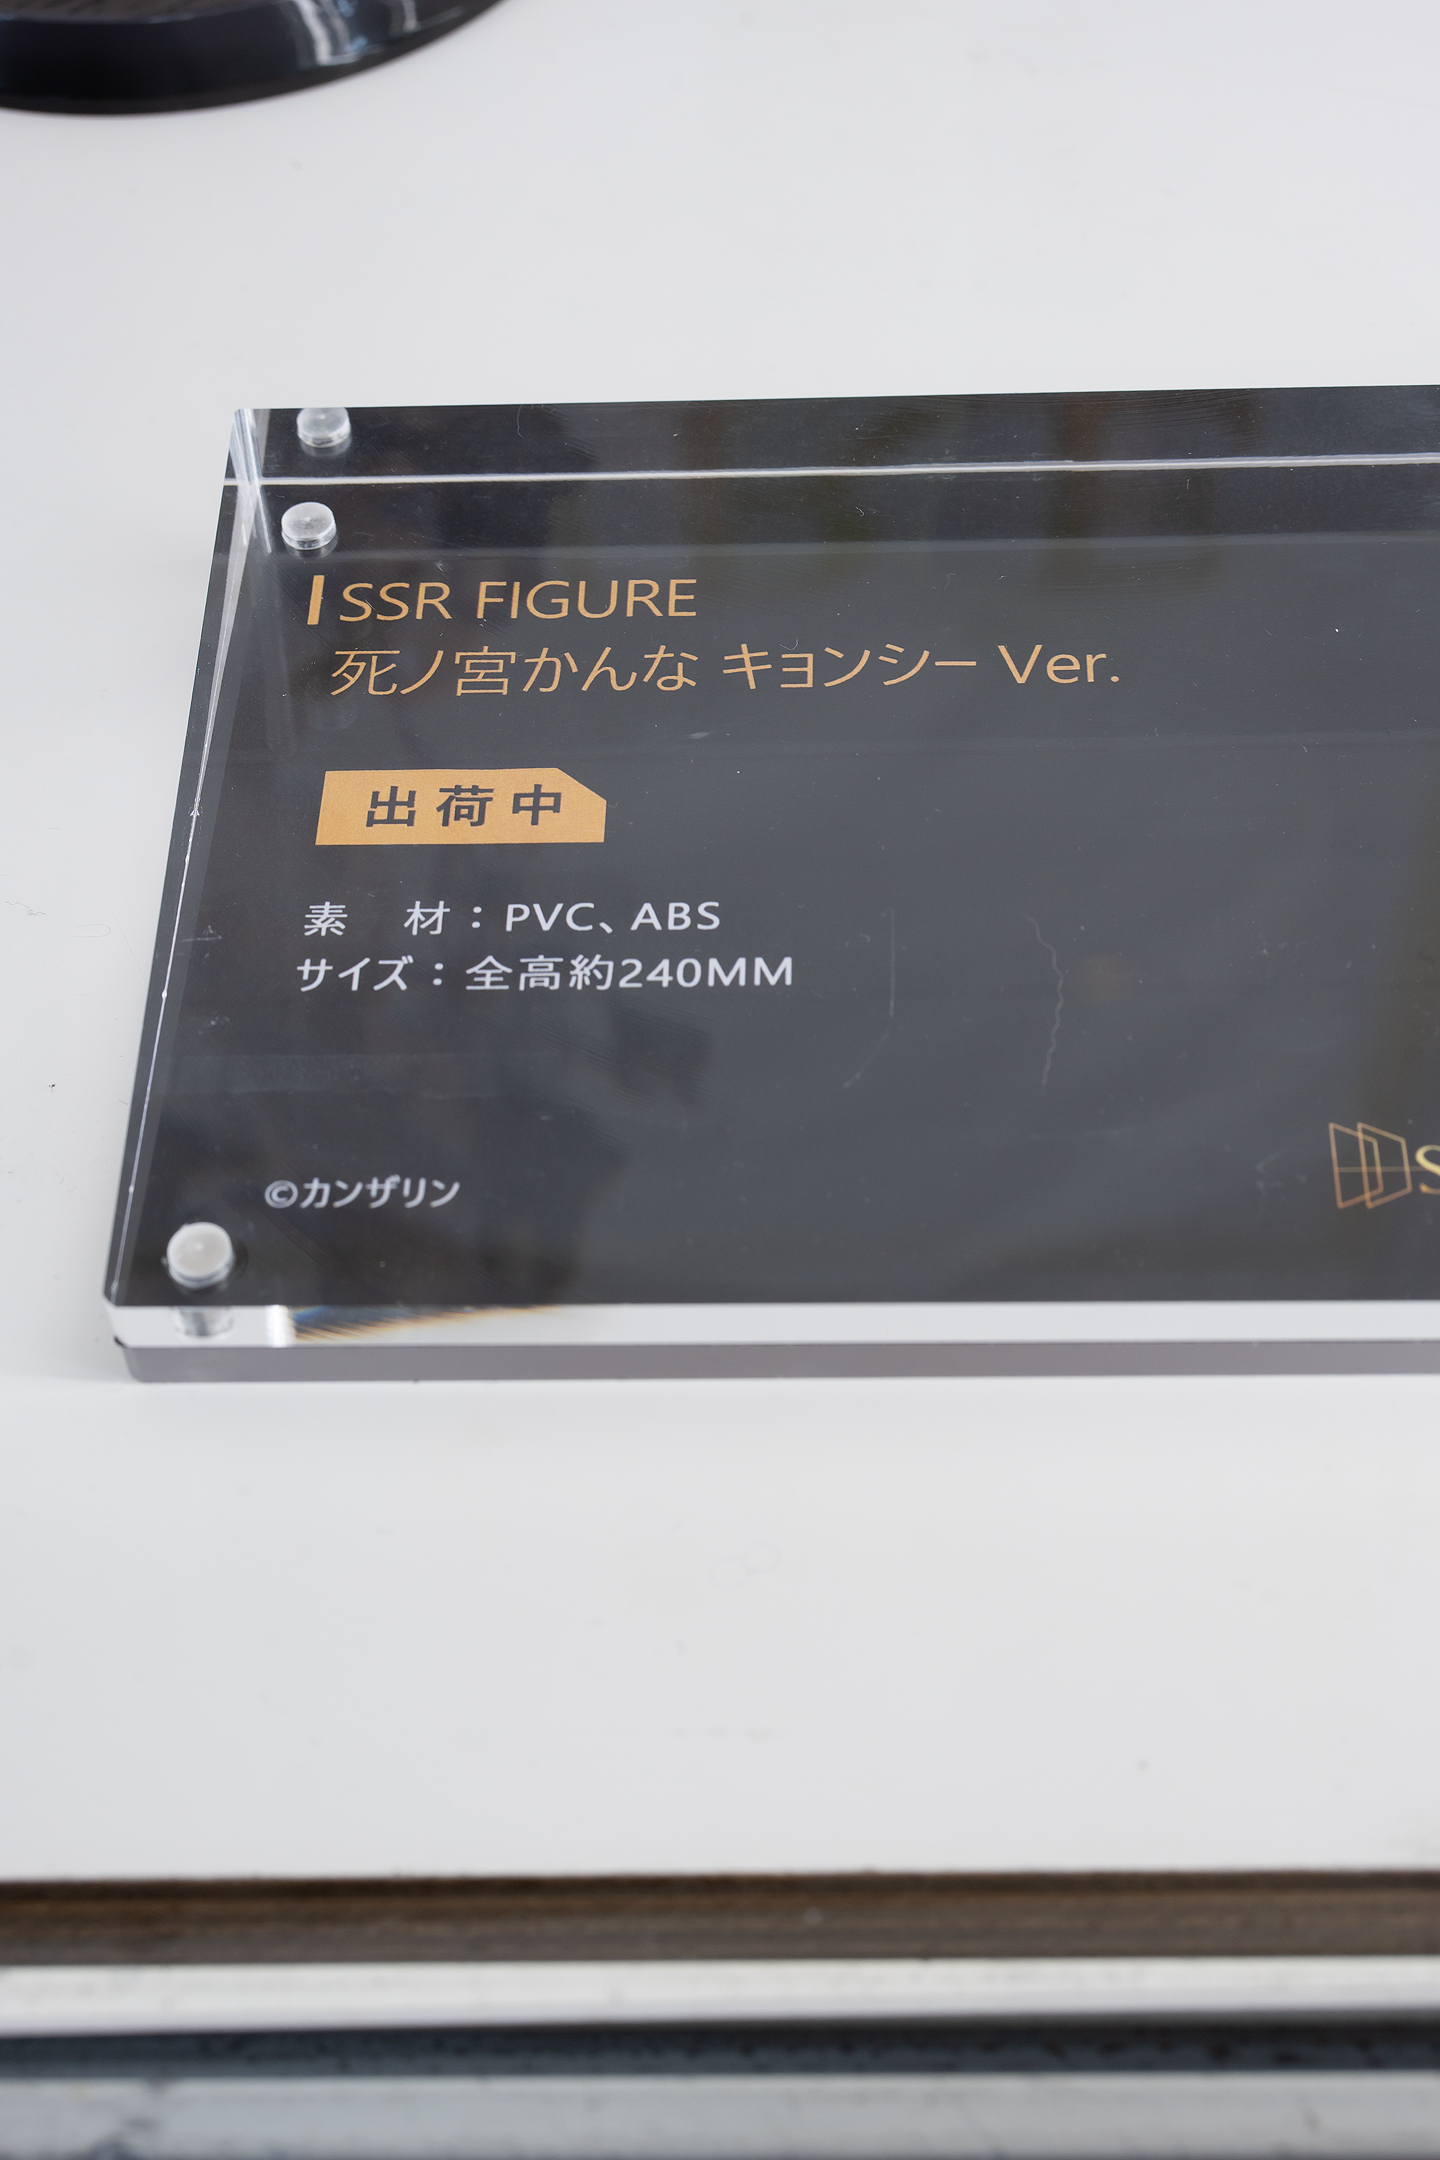 SSR FIGURE
死ノ宮かんな キョンシー Ver.
出荷中
素　材：PVC、ABS
サイズ：全高約240MM
©カンザリン
S